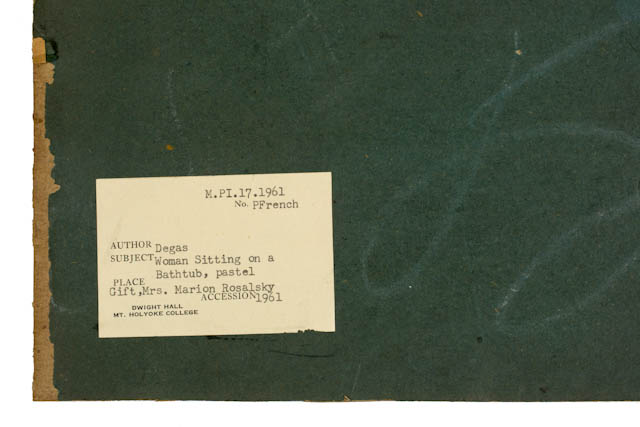 M.PI.17.1961
No. PFrench
AUTHOR Degas
SUBJECT Woman Sitting on a
Bathtub, pastel
PLACE
Gift, Mrs. Marion Rosalsky
ACCESSION 1961
DWIGHT HALL
MT. HOLYOKE COLLEGE